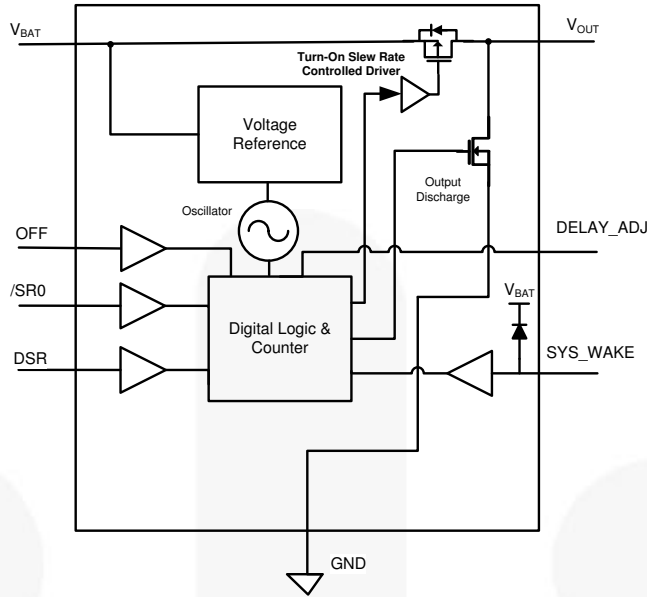 V_BAT
V_OUT
Turn-On Slew Rate
Controlled Driver
Voltage
Reference
Output
Discharge
Oscillator
OFF
DELAY_ADJ
/SR0
V_BAT
Digital Logic &
Counter
SYS_WAKE
DSR
GND